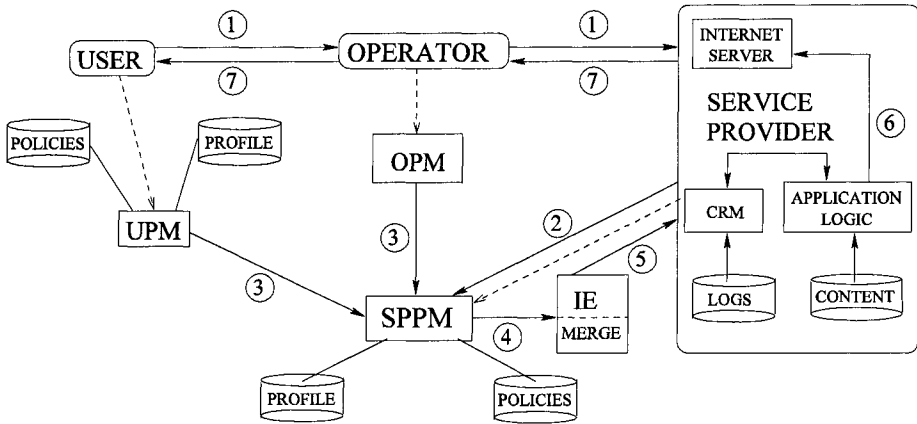 1
1
INTERNET
SERVER
USER
OPERATOR
7
7
SERVICE
PROVIDER
6
POLICIES
PROFILE
OPM
CRM
APPLICATION
LOGIC
UPM
2
3
3
5
LOGS
CONTENT
SPPM
4
IE
MERGE
PROFILE
POLICIES